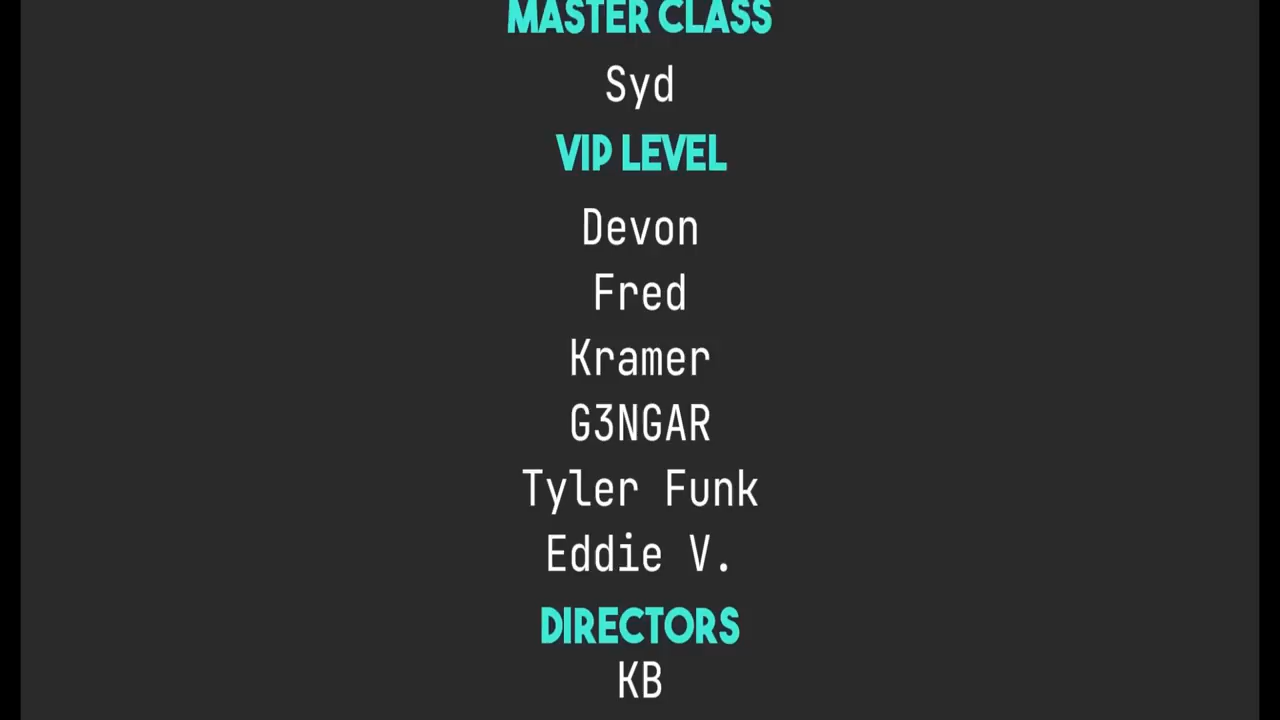 MASTER CLASS
Syd
VIP LEVEL
Devon
Fred
Kramer
G3NGAR
Tyler Funk
Eddie V.
DIRECTORS
KB